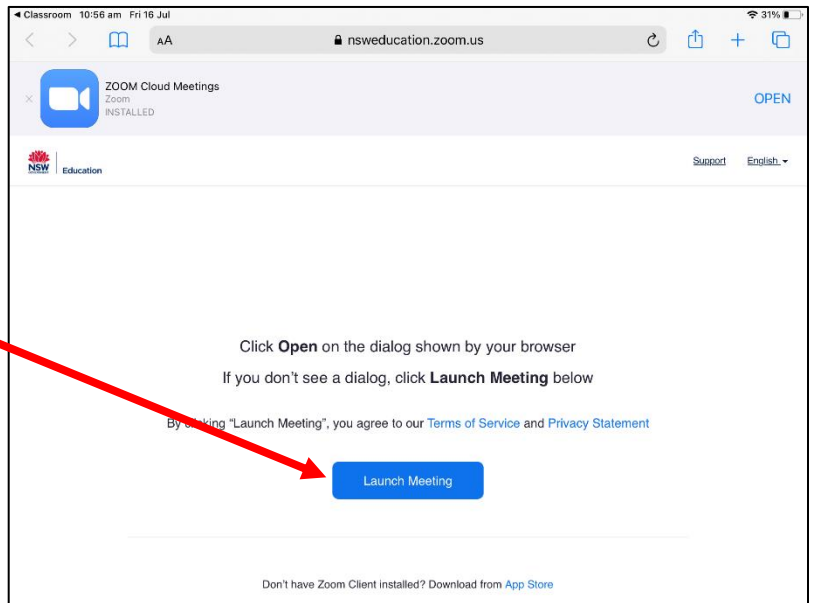 Classroom 10:56 am Fri 16 Jul 31%
AA nsweducation.zoom.us
ZOOM Cloud Meetings
Zoom
INSTALLED
OPEN
NSW Education Support English
Click Open on the dialog shown by your browser
If you don't see a dialog, click Launch Meeting below
By clicking "Launch Meeting", you agree to our Terms of Service and Privacy Statement
Launch Meeting
Don't have Zoom Client installed? Download from App Store